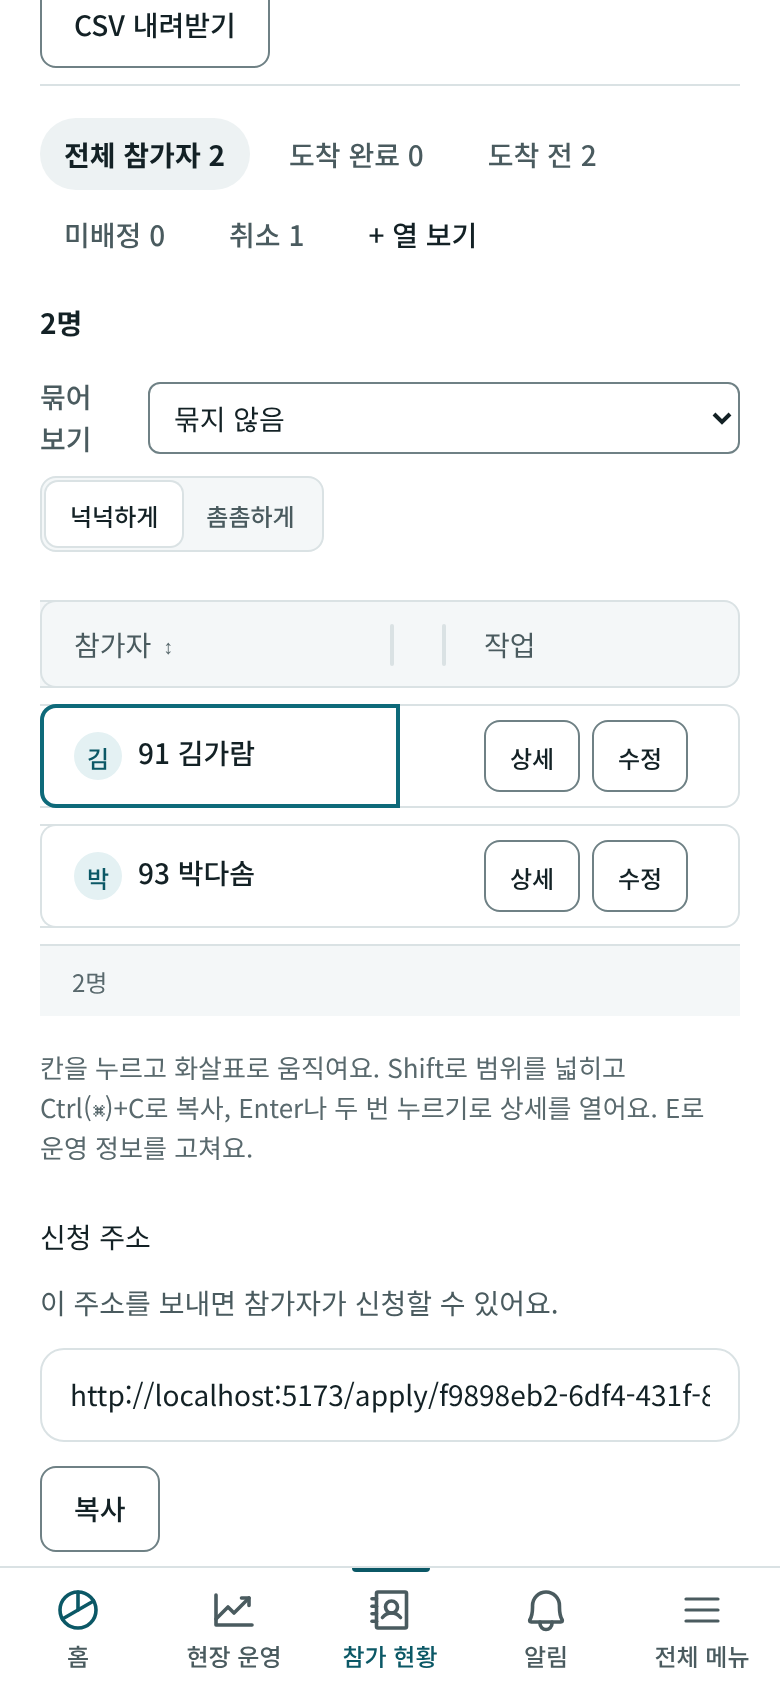 CSV 내려받기
전체 참가자 2 도착 완료 0 도착 전 2
미배정 0 취소 1 + 열 보기
2명
묶어
보기
묶지 않음
넉넉하게 촘촘하게
참가자 ↕ 작업
김 91 김가람 상세 수정
박 93 박다솜 상세 수정
2명
칸을 누르고 화살표로 움직여요. Shift로 범위를 넓히고
Ctrl(⌘)+C로 복사, Enter나 두 번 누르기로 상세를 열어요. E로
운영 정보를 고쳐요.
신청 주소
이 주소를 보내면 참가자가 신청할 수 있어요.
http://localhost:5173/apply/f9898eb2-6df4-431f-8
복사
홈 현장 운영 참가 현황 알림 전체 메뉴